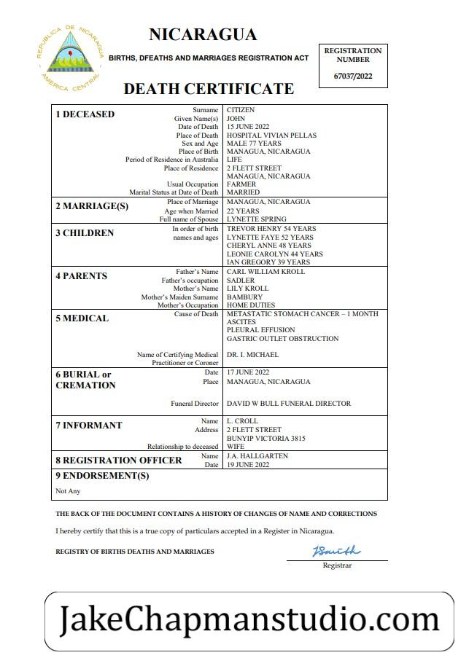 REPUBLICA DE NICARAGUA
AMERICA CENTRAL
NICARAGUA
BIRTHS, DFEATHS AND MARRIAGES REGISTRATION ACT
REGISTRATION
NUMBER
67037/2022
DEATH CERTIFICATE
1 DECEASED
Surname CITIZEN
Given Name(s) JOHN
Date of Death 15 JUNE 2022
Place of Death HOSPITAL VIVIAN PELLAS
Sex and Age MALE 77 YEARS
Place of Birth MANAGUA, NICARAGUA
Period of Residence in Australia LIFE
Place of Residence 2 FLETT STREET
MANAGUA, NICARAGUA
Usual Occupation FARMER
Marital Status at Date of Death MARRIED
2 MARRIAGE(S)
Place of Marriage MANAGUA, NICARAGUA
Age when Married 22 YEARS
Full name of Spouse LYNETTE SPRING
3 CHILDREN
In order of birth TREVOR HENRY 54 YEARS
names and ages LYNETTE FAYE 52 YEARS
CHERYL ANNE 48 YEARS
LEONIE CAROLYN 44 YEARS
IAN GREGORY 39 YEARS
4 PARENTS
Father's Name CARL WILLIAM KROLL
Father's occupation SADLER
Mother's Name LILY KROLL
Mother's Maiden Surname BAMBURY
Mother's Occupation HOME DUTIES
5 MEDICAL
Cause of Death METASTATIC STOMACH CANCER – 1 MONTH
ASCITES
PLEURAL EFFUSION
GASTRIC OUTLET OBSTRUCTION
Name of Certifying Medical DR. I. MICHAEL
Practitioner or Coroner
6 BURIAL or
CREMATION
Date 17 JUNE 2022
Place MANAGUA, NICARAGUA
Funeral Director DAVID W BULL FUNERAL DIRECTOR
7 INFORMANT
Name L. CROLL
Address 2 FLETT STREET
BUNYIP VICTORIA 3815
Relationship to deceased WIFE
8 REGISTRATION OFFICER
Name J.A. HALLGARTEN
Date 19 JUNE 2022
9 ENDORSEMENT(S)
Not Any
THE BACK OF THE DOCUMENT CONTAINS A HISTORY OF CHANGES OF NAME AND CORRECTIONS
I hereby certify that this is a true copy of particulars accepted in a Register in Nicaragua.
REGISTRY OF BIRTHS DEATHS AND MARRIAGES
JSmith
Registrar
JakeChapmanstudio.com